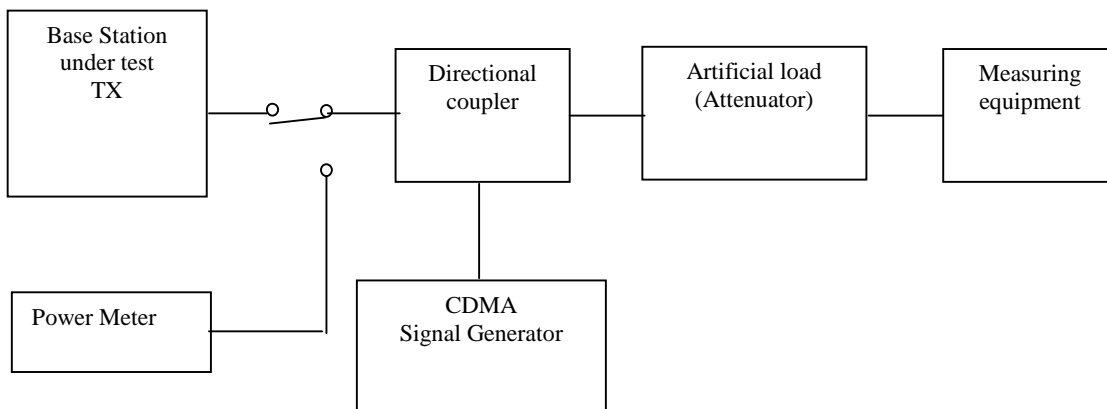 Base Station
under test
TX
Directional
coupler
Artificial load
(Attenuator)
Measuring
equipment
Power Meter
CDMA
Signal Generator